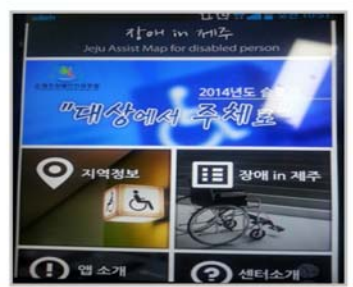 장애 in 제주
Jeju Assist Map for disabled person
2014년도 슬
"대상에서 주체로"
지역정보
장애 in 제주
앱 소개
센터소개